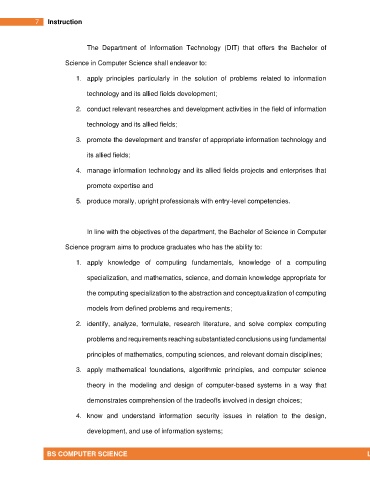 7 Instruction
The Department of Information Technology (DIT) that offers the Bachelor of
Science in Computer Science shall endeavor to:
1. apply principles particularly in the solution of problems related to information
technology and its allied fields development;
2. conduct relevant researches and development activities in the field of information
technology and its allied fields;
3. promote the development and transfer of appropriate information technology and
its allied fields;
4. manage information technology and its allied fields projects and enterprises that
promote expertise and
5. produce morally, upright professionals with entry-level competencies.
In line with the objectives of the department, the Bachelor of Science in Computer
Science program aims to produce graduates who has the ability to:
1. apply knowledge of computing fundamentals, knowledge of a computing
specialization, and mathematics, science, and domain knowledge appropriate for
the computing specialization to the abstraction and conceptualization of computing
models from defined problems and requirements;
2. identify, analyze, formulate, research literature, and solve complex computing
problems and requirements reaching substantiated conclusions using fundamental
principles of mathematics, computing sciences, and relevant domain disciplines;
3. apply mathematical foundations, algorithmic principles, and computer science
theory in the modeling and design of computer-based systems in a way that
demonstrates comprehension of the tradeoffs involved in design choices;
4. know and understand information security issues in relation to the design,
development, and use of information systems;
BS COMPUTER SCIENCE